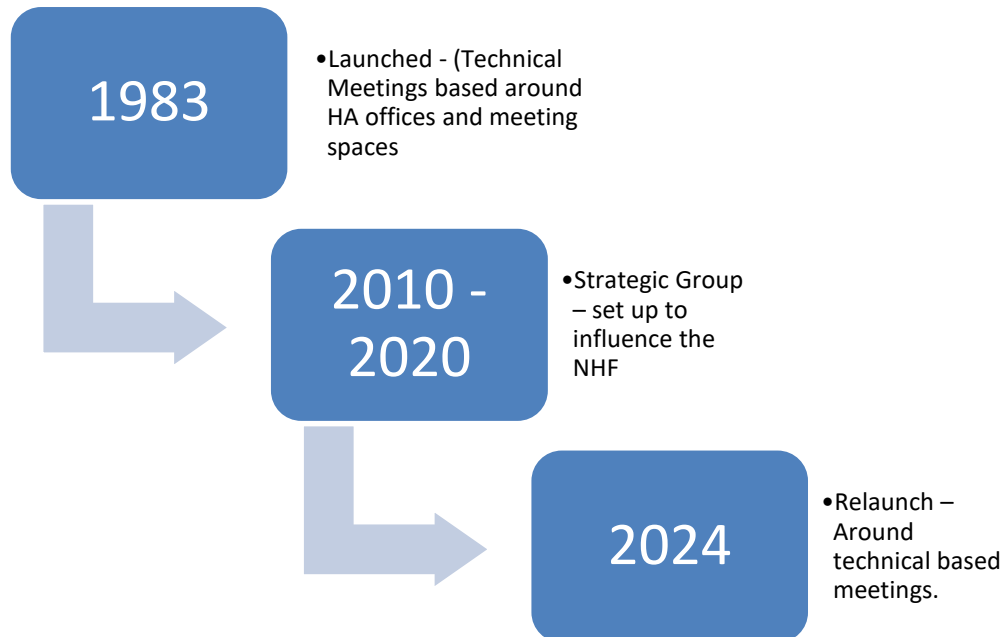 1983
•Launched - (Technical
Meetings based around
HA offices and meeting
spaces
2010 -
2020
•Strategic Group
– set up to
influence the
NHF
2024
•Relaunch –
Around
technical based
meetings.